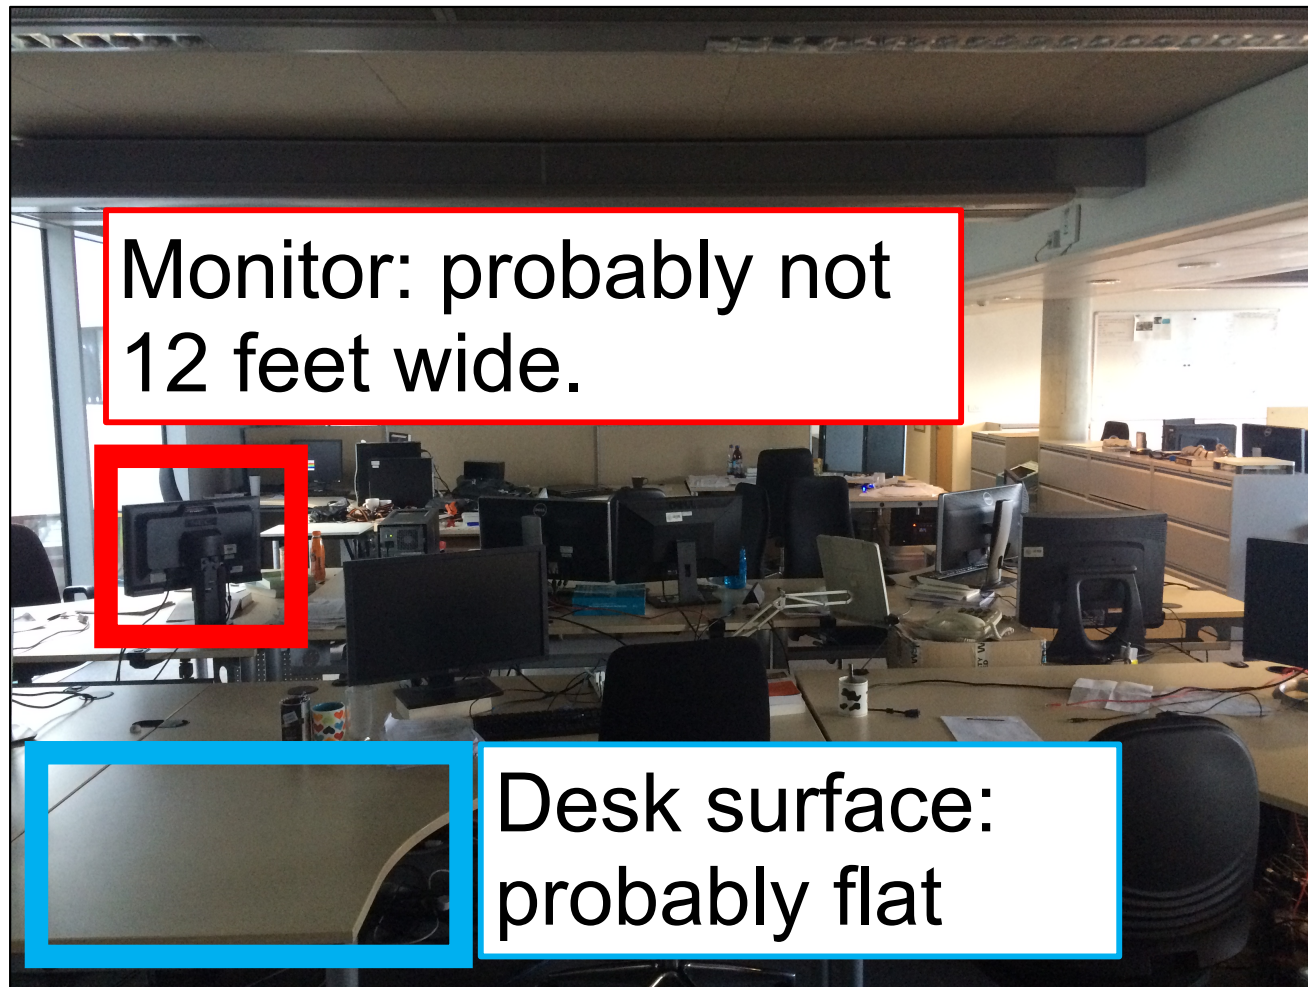 Monitor: probably not
12 feet wide.
Desk surface:
probably flat